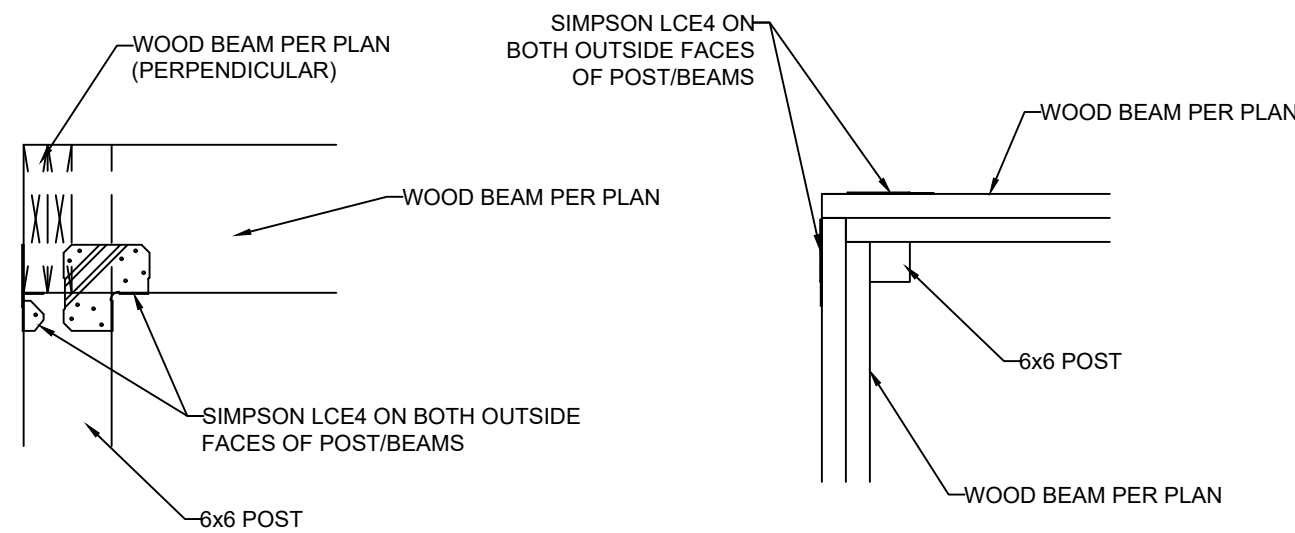 WOOD BEAM PER PLAN
(PERPENDICULAR)
WOOD BEAM PER PLAN
SIMPSON LCE4 ON BOTH OUTSIDE
FACES OF POST/BEAMS
6x6 POST
SIMPSON LCE4 ON
BOTH OUTSIDE FACES
OF POST/BEAMS
WOOD BEAM PER PLAN
6x6 POST
WOOD BEAM PER PLAN